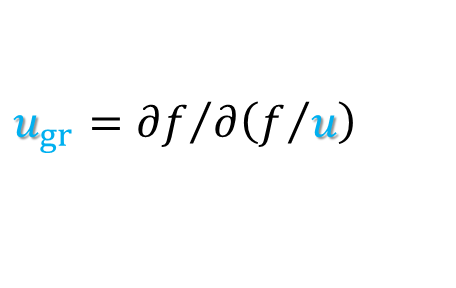 u_gr = ∂f/∂(f/u)